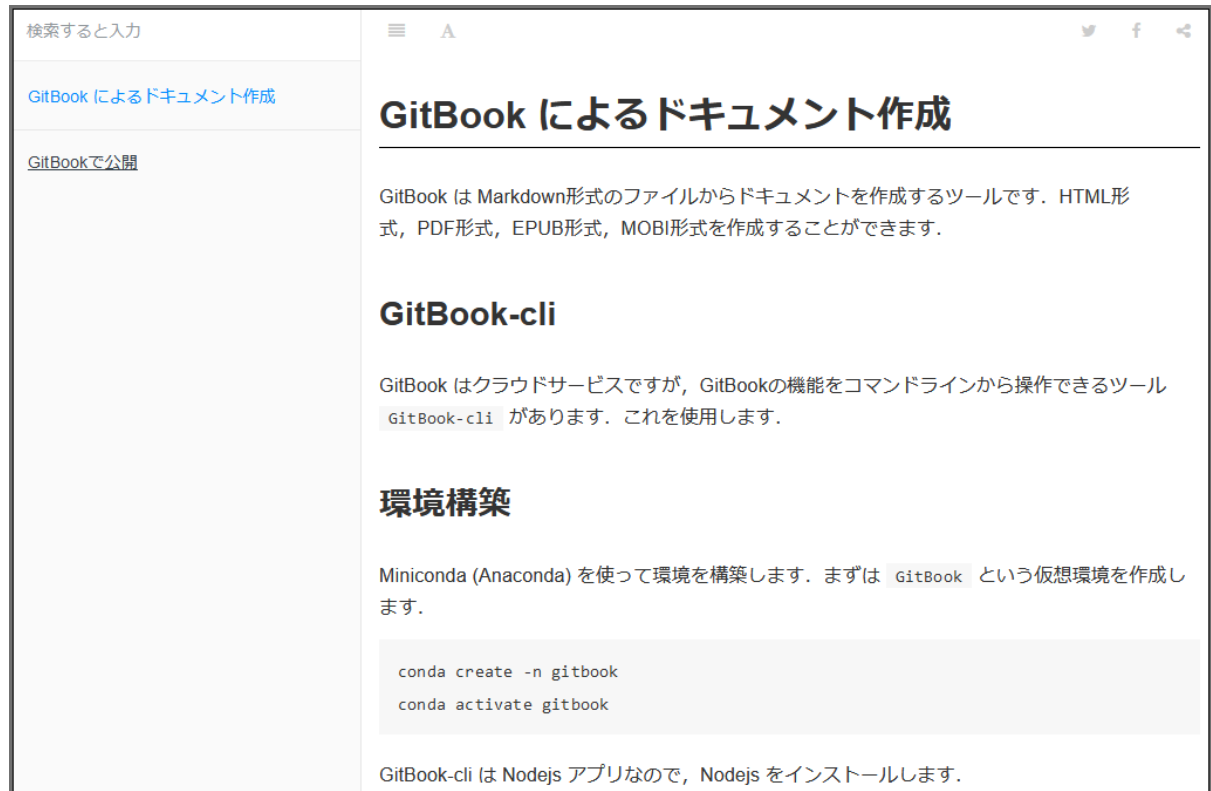 検索すると入力
GitBook によるドキュメント作成
GitBookで公開
A
GitBook によるドキュメント作成
GitBook は Markdown形式のファイルからドキュメントを作成するツールです．HTML形
式，PDF形式，EPUB形式，MOBI形式を作成することができます．
GitBook-cli
GitBook はクラウドサービスですが，GitBookの機能をコマンドラインから操作できるツール
GitBook-cli があります．これを使用します．
環境構築
Miniconda (Anaconda) を使って環境を構築します．まずは GitBook という仮想環境を作成し
ます．
conda create -n gitbook
conda activate gitbook
GitBook-cli は Nodejs アプリなので，Nodejs をインストールします．